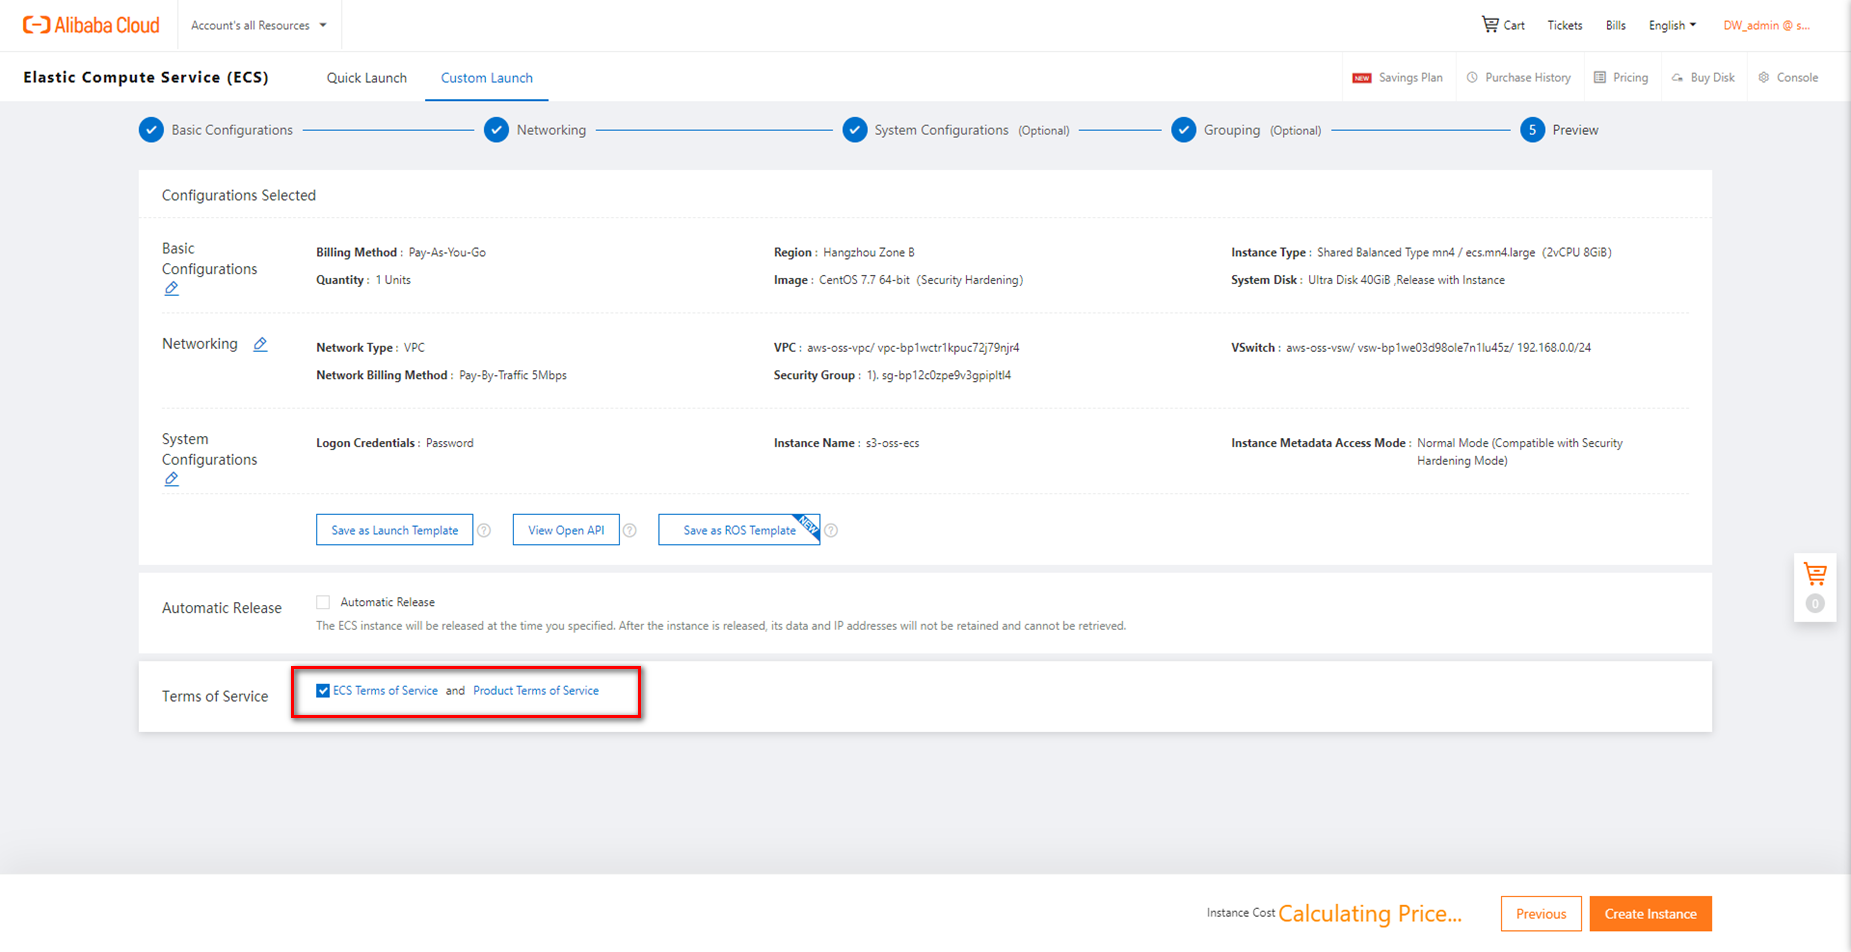 Alibaba Cloud
Account's all Resources
Cart
Tickets
Bills
English
DW_admin @ s...
Elastic Compute Service (ECS)
Quick Launch
Custom Launch
NEW Savings Plan
Purchase History
Pricing
Buy Disk
Console
Basic Configurations
Networking
System Configurations (Optional)
Grouping (Optional)
5 Preview
Configurations Selected
Basic
Configurations
Billing Method : Pay-As-You-Go
Region : Hangzhou Zone B
Instance Type : Shared Balanced Type mn4 / ecs.mn4.large (2vCPU 8GiB)
Quantity : 1 Units
Image : CentOS 7.7 64-bit (Security Hardening)
System Disk : Ultra Disk 40GiB ,Release with Instance
Networking
Network Type : VPC
VPC : aws-oss-vpc/ vpc-bp1wctr1kpuc72j79njr4
VSwitch : aws-oss-vsw/ vsw-bp1we03d98ole7n1lu45z/ 192.168.0.0/24
Network Billing Method : Pay-By-Traffic 5Mbps
Security Group : 1). sg-bp12c0zpe9v3gpipltl4
System
Configurations
Logon Credentials : Password
Instance Name : s3-oss-ecs
Instance Metadata Access Mode : Normal Mode (Compatible with Security
Hardening Mode)
Save as Launch Template
?
View Open API
?
Save as ROS Template
NEW
?
0
Automatic Release
Automatic Release
The ECS instance will be released at the time you specified. After the instance is released, its data and IP addresses will not be retained and cannot be retrieved.
Terms of Service
ECS Terms of Service and Product Terms of Service
Instance Cost Calculating Price...
Previous
Create Instance